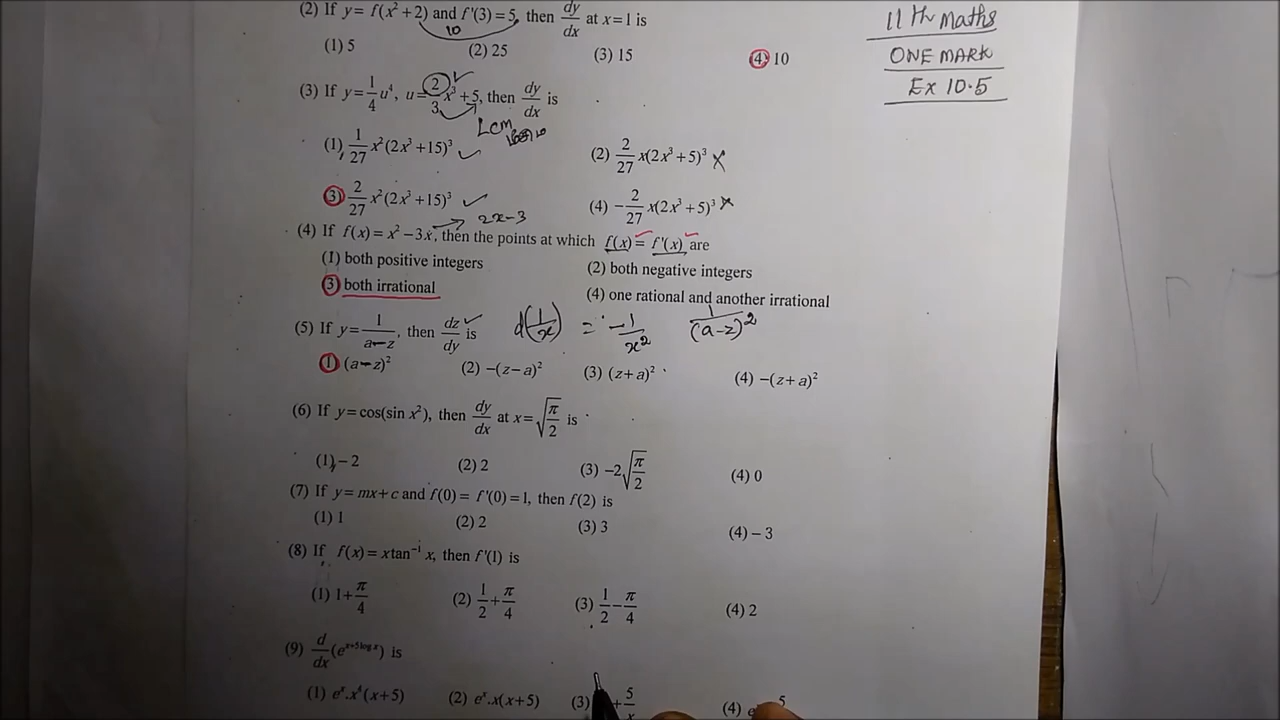 (2) If y= f(x²+2) and f'(3)=5, then dy/dx at x=1 is
10
(1) 5 (2) 25 (3) 15 (4) 10
11th Maths
ONE MARK
Ex 10.5
(3) If y=1/4 u⁴, u=2/3 x³+5, then dy/dx is
Lcm
(1) 1/27 x²(2x³+15)³ (2) 2/27 x(2x³+5)³
(3) 2/27 x²(2x³+15)³ (4) −2/27 x(2x³+5)³
2x−3
(4) If f(x)=x²−3x, then the points at which f(x)=f'(x) are
(1) both positive integers (2) both negative integers
(3) both irrational (4) one rational and another irrational
(5) If y=1/(a−z), then dz/dy is d(1/x) = −1/x² 1/(a−z)²
(1) (a−z)² (2) −(z−a)² (3) (z+a)² (4) −(z+a)²
(6) If y=cos(sin x²), then dy/dx at x=√(π/2) is
(1) −2 (2) 2 (3) −2√(π/2) (4) 0
(7) If y=mx+c and f(0)= f'(0)=1, then f(2) is
(1) 1 (2) 2 (3) 3 (4) −3
(8) If f(x)=x tan⁻¹ x, then f'(1) is
(1) 1+π/4 (2) 1/2+π/4 (3) 1/2−π/4 (4) 2
(9) d/dx(eˣ⁺⁵ˡᵒᵍˣ) is
(1) eˣ.x⁴(x+5) (2) eˣ.x(x+5) (3) +5/x (4) e 5